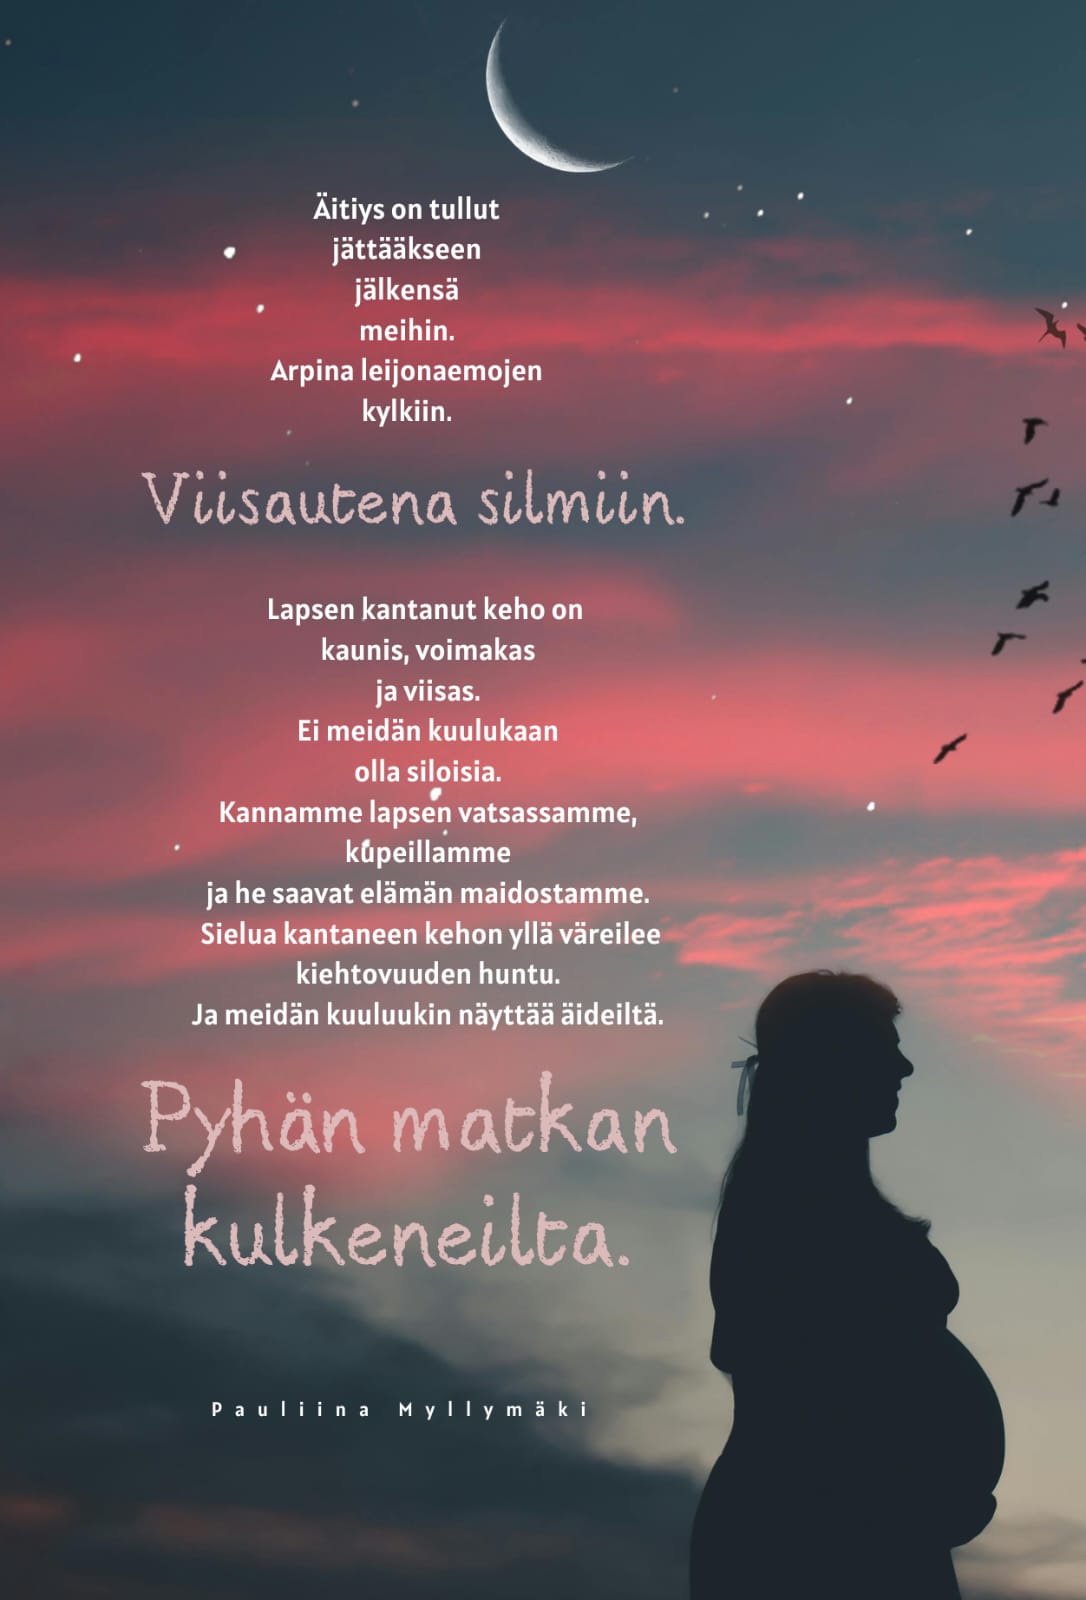 Äitiys on tullut
jättääkseen
jälkensä
meihin.
Arpina leijonaemojen
kylkiin.
Viisautena silmiin.
Lapsen kantanut keho on
kaunis, voimakas
ja viisas.
Ei meidän kuulukaan
olla siloisia.
Kannamme lapsen vatsassamme,
kupeillamme
ja he saavat elämän maidostamme.
Sielua kantaneen kehon yllä väreilee
kiehtovuuden huntu.
Ja meidän kuuluukin näyttää äideiltä.
Pyhän matkan
kulkeneilta.
Pauliina Myllymäki